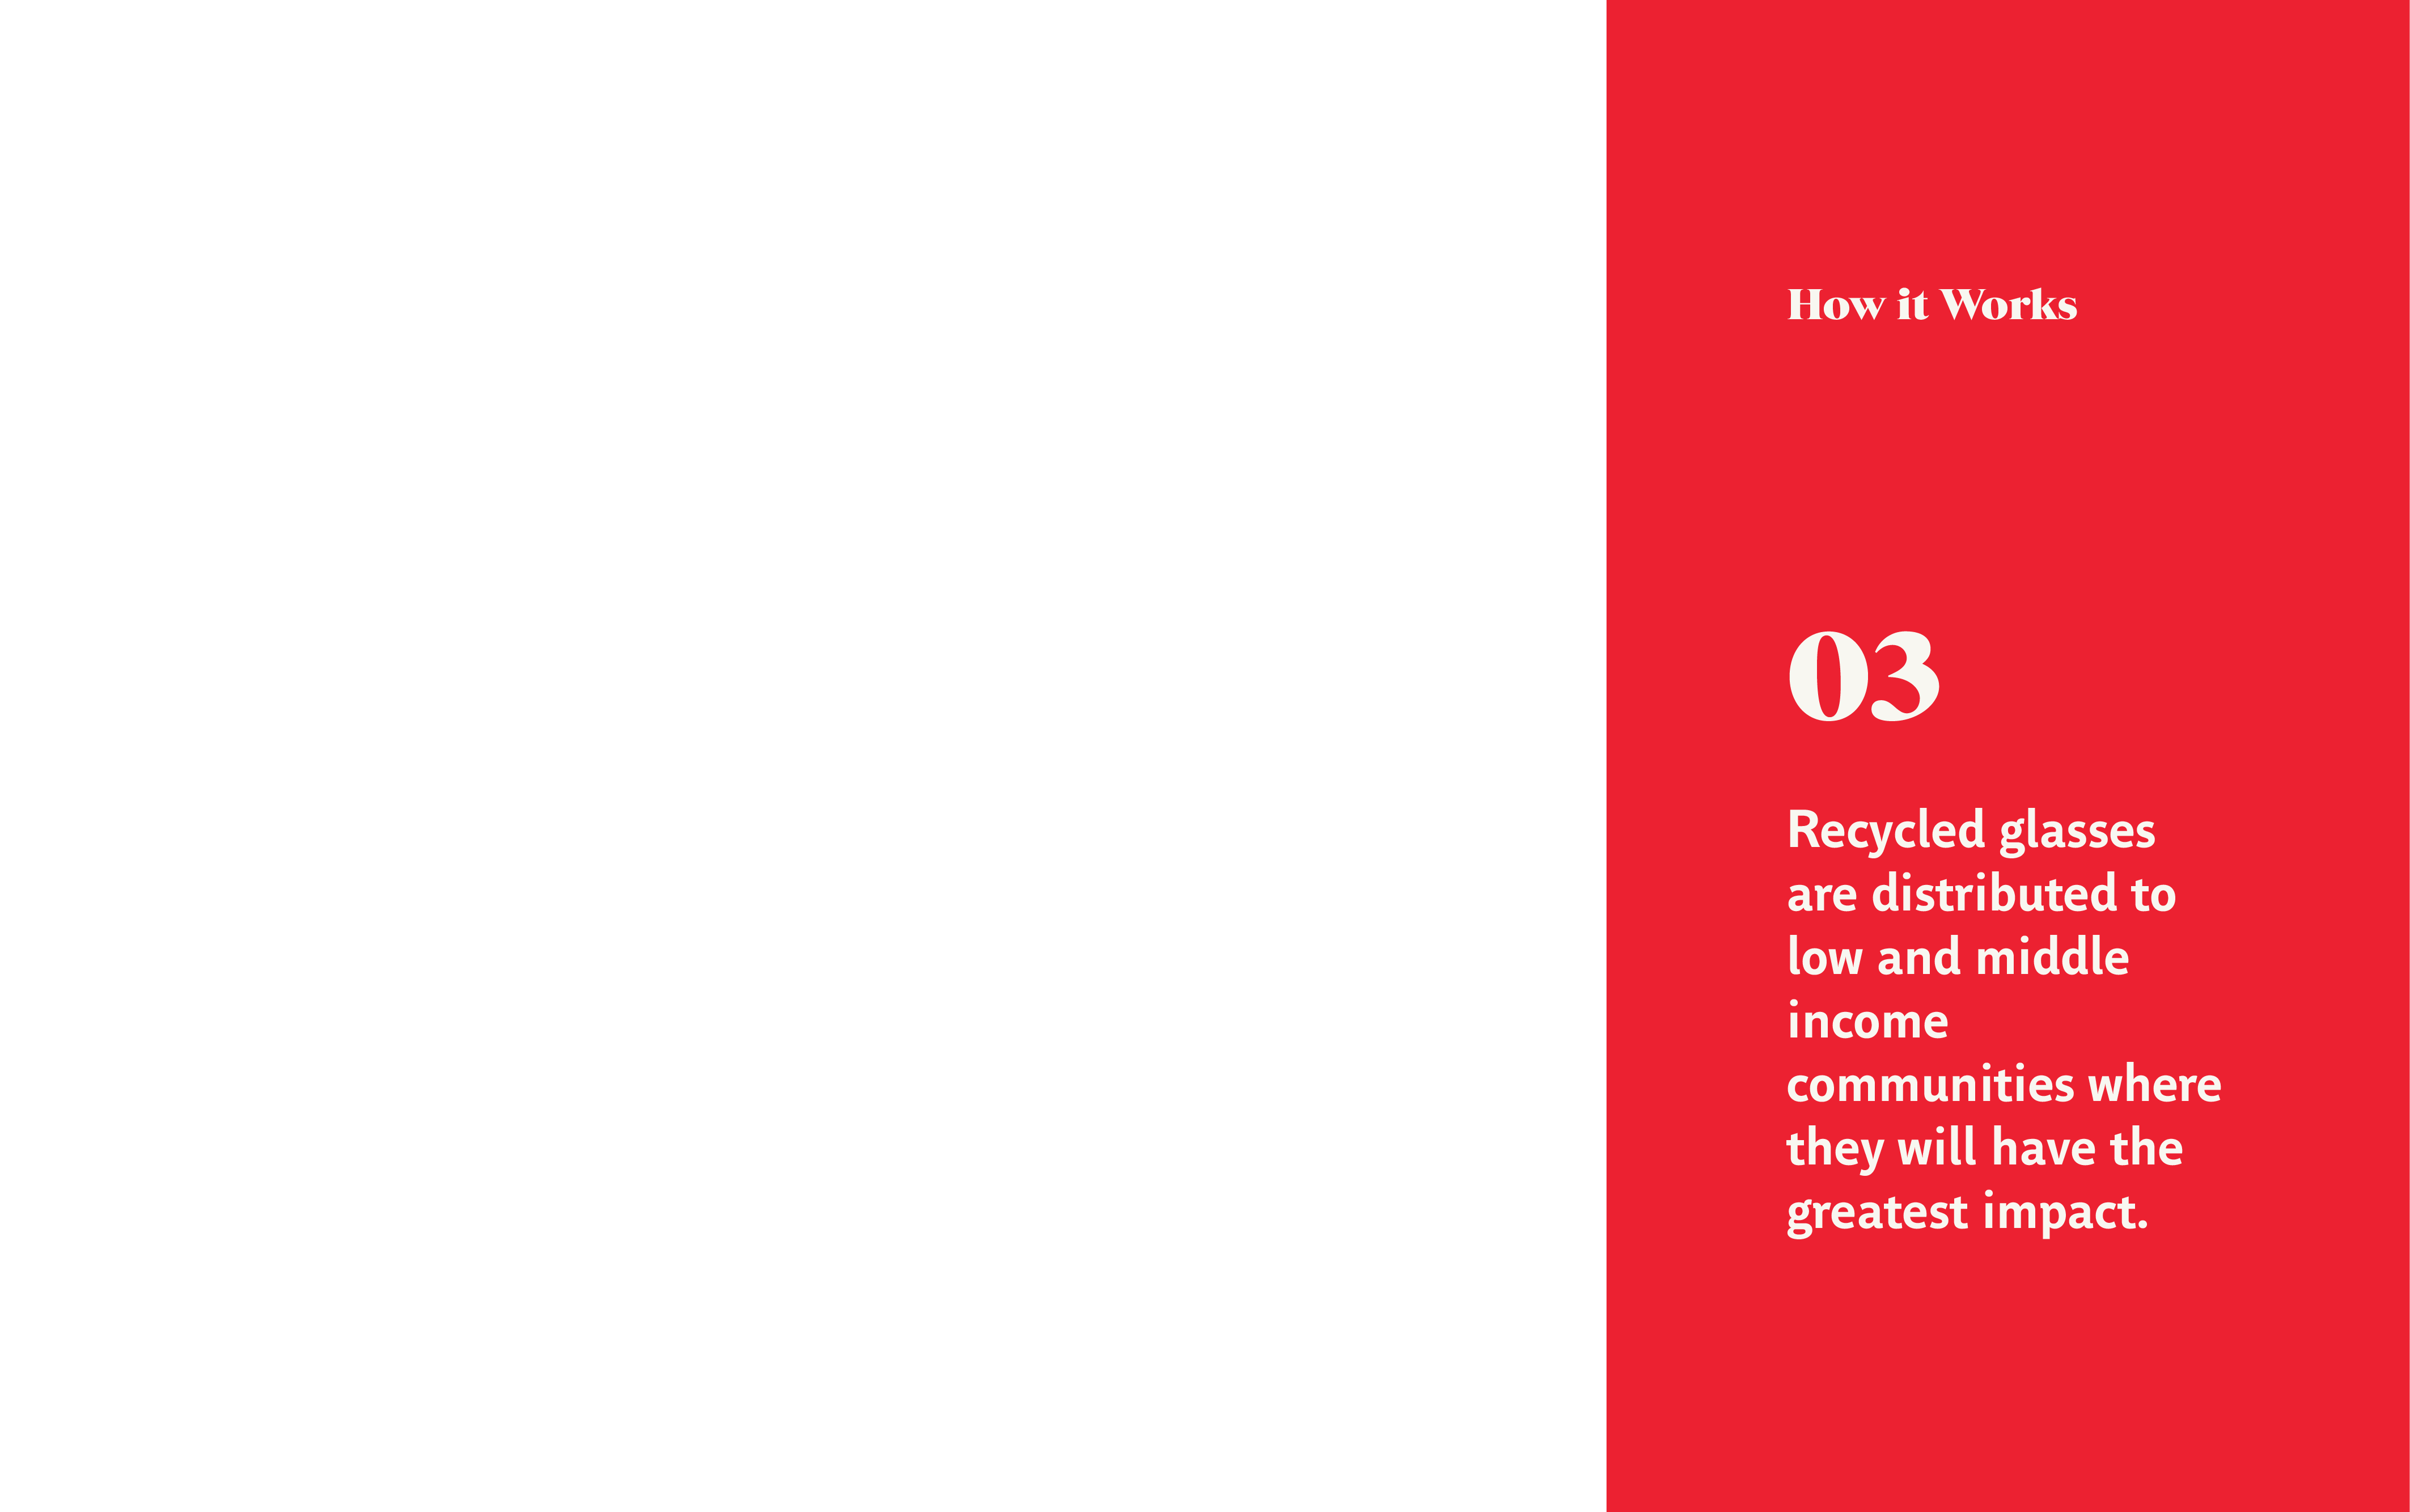 How it Works
03
Recycled glasses
are distributed to
low and middle
income
communities where
they will have the
greatest impact.